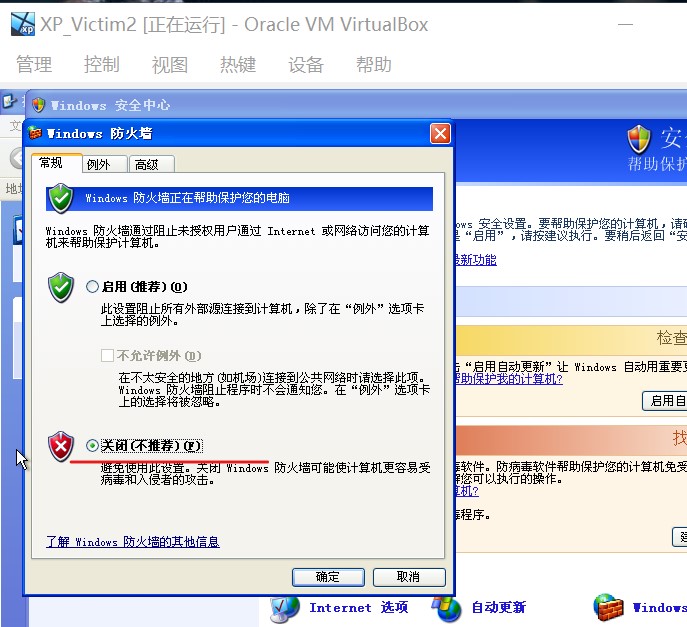 XP_Victim2 [正在运行] - Oracle VM VirtualBox
管理 控制 视图 热键 设备 帮助
Windows 安全中心
Windows 防火墙
常规 例外 高级
Windows 防火墙正在帮助保护您的电脑
Windows 防火墙通过阻止未授权用户通过 Internet 或网络访问您的计算
机来帮助保护计算机。
启用(推荐)(O)
此设置阻止所有外部源连接到计算机，除了在“例外”选项卡
上选择的例外。
不允许例外(D)
在不太安全的地方(如机场)连接到公共网络时请选择此项。
Windows 防火墙阻止程序时不会通知您。在“例外”选项卡
上的选择将被忽略。
关闭(不推荐)(F)
避免使用此设置。关闭 Windows 防火墙可能使计算机更容易受
病毒和入侵者的攻击。
了解 Windows 防火墙的其他信息
确定 取消
安
帮助保护
安全设置。要帮助保护您的计算机，请
“启用”，请按建议执行。要稍后返回“安
最新功能
检查
“启用自动更新”让 Windows 自动用重要更
帮助保护我的计算机?
启用自
找
毒软件。防病毒软件帮助保护您的计算机免受
您可以执行的操作。
算机?
程序。
Internet 选项 自动更新 Windows